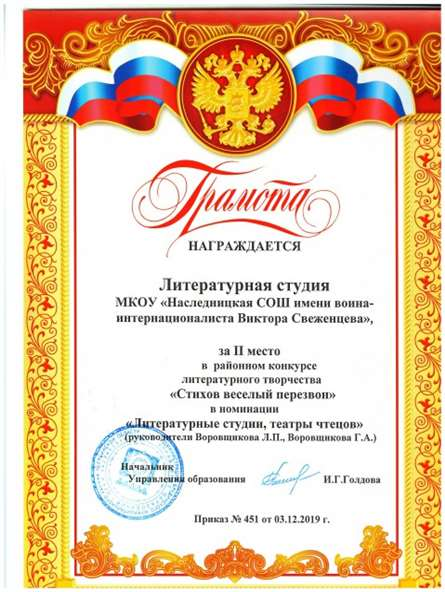 Грамота
НАГРАЖДАЕТСЯ
Литературная студия
МКОУ «Наследницкая СОШ имени воина-
интернационалиста Виктора Свеженцева»,
за II место
в районном конкурсе
литературного творчества
«Стихов веселый перезвон»
в номинации
«Литературные студии, театры чтецов»
(руководители Воровщикова Л.П., Воровщикова Г.А.)
Начальник
Управления образования
И.Г.Голдова
Приказ № 451 от 03.12.2019 г.